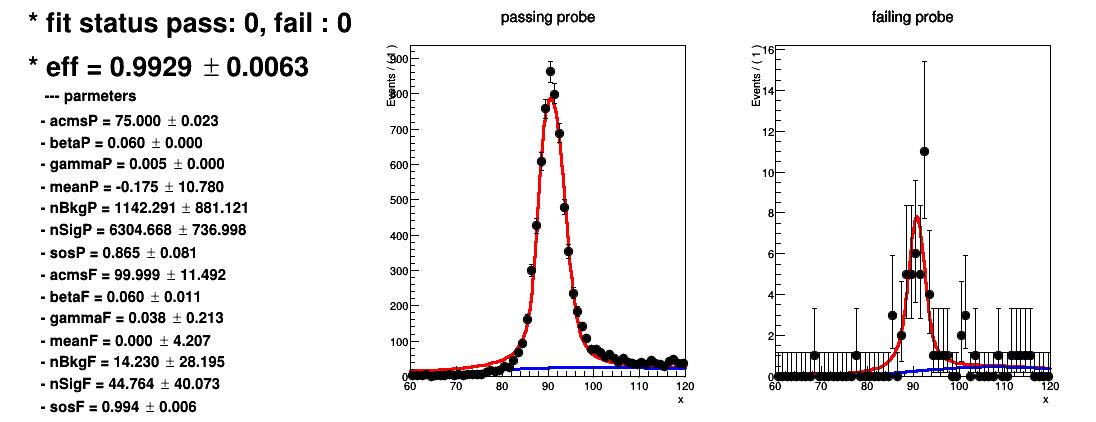 * fit status pass: 0, fail : 0
* eff = 0.9929 ± 0.0063
--- parmeters
- acmsP = 75.000 ± 0.023
- betaP = 0.060 ± 0.000
- gammaP = 0.005 ± 0.000
- meanP = -0.175 ± 10.780
- nBkgP = 1142.291 ± 881.121
- nSigP = 6304.668 ± 736.998
- sosP = 0.865 ± 0.081
- acmsF = 99.999 ± 11.492
- betaF = 0.060 ± 0.011
- gammaF = 0.038 ± 0.213
- meanF = 0.000 ± 4.207
- nBkgF = 14.230 ± 28.195
- nSigF = 44.764 ± 40.073
- sosF = 0.994 ± 0.006
passing probe
Events / ( 1 )
900
800
700
600
500
400
300
200
100
0
60 70 80 90 100 110 120
x
failing probe
Events / ( 1 )
16
14
12
10
8
6
4
2
0
60 70 80 90 100 110 120
x